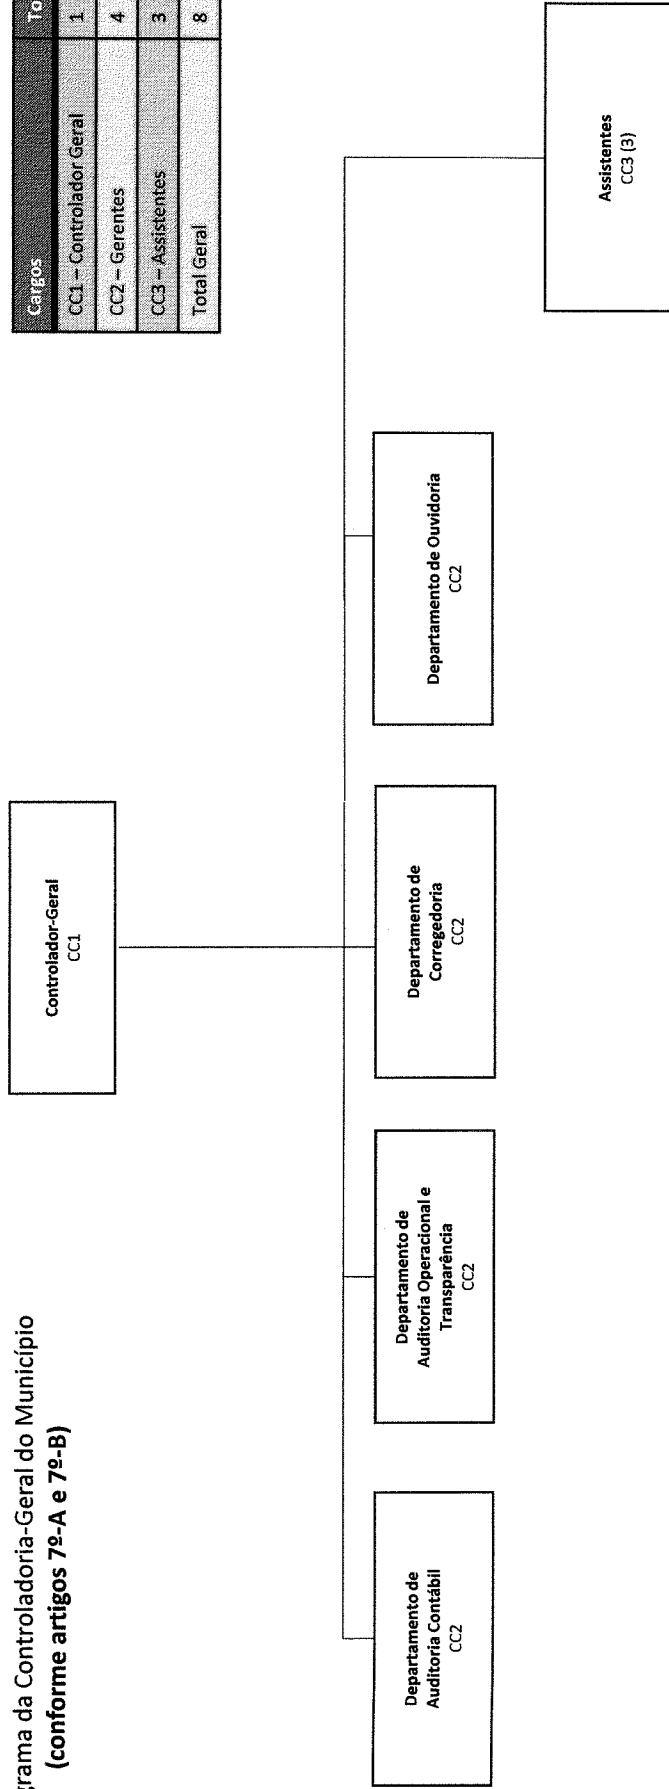 grama da Controladoria-Geral do Município
(conforme artigos 7º-A e 7º-B)
Cargos To
CC1 – Controlador Geral 1
CC2 – Gerentes 4
CC3 – Assistentes 3
Total Geral 8
Controlador-Geral
CC1
Departamento de
Auditoria Contábil
CC2
Departamento de
Auditoria Operacional e
Transparência
CC2
Departamento de
Corregedoria
CC2
Departamento de Ouvidoria
CC2
Assistentes
CC3 (3)